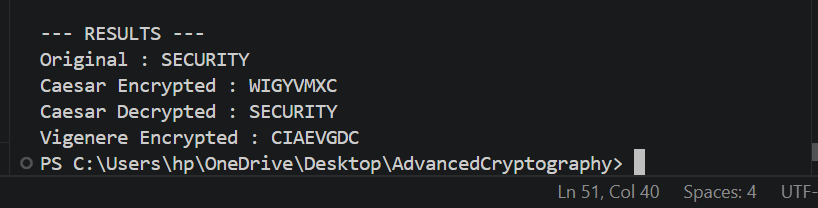 --- RESULTS ---
Original : SECURITY
Caesar Encrypted : WIGYVMXC
Caesar Decrypted : SECURITY
Vigenere Encrypted : CIAEVGDC
PS C:\Users\hp\OneDrive\Desktop\AdvancedCryptography>
Ln 51, Col 40 Spaces: 4 UTF-